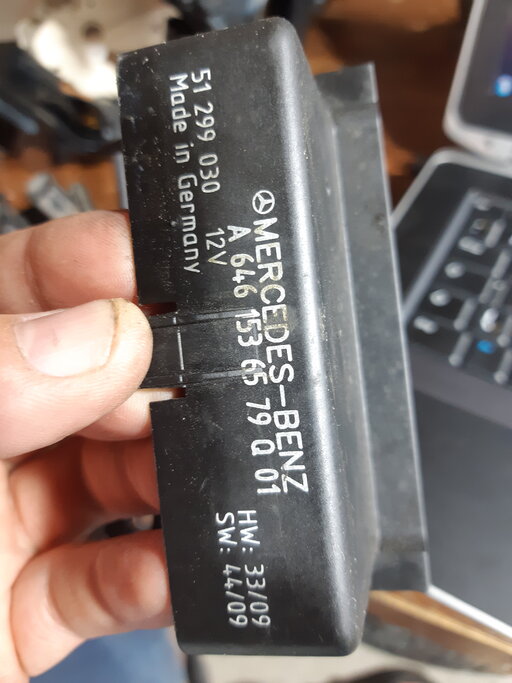 MERCEDES-BENZ
A 646 153 65 79 Q 01
12V
51 299 030
Made in Germany
HW: 33/09
SW: 44/09